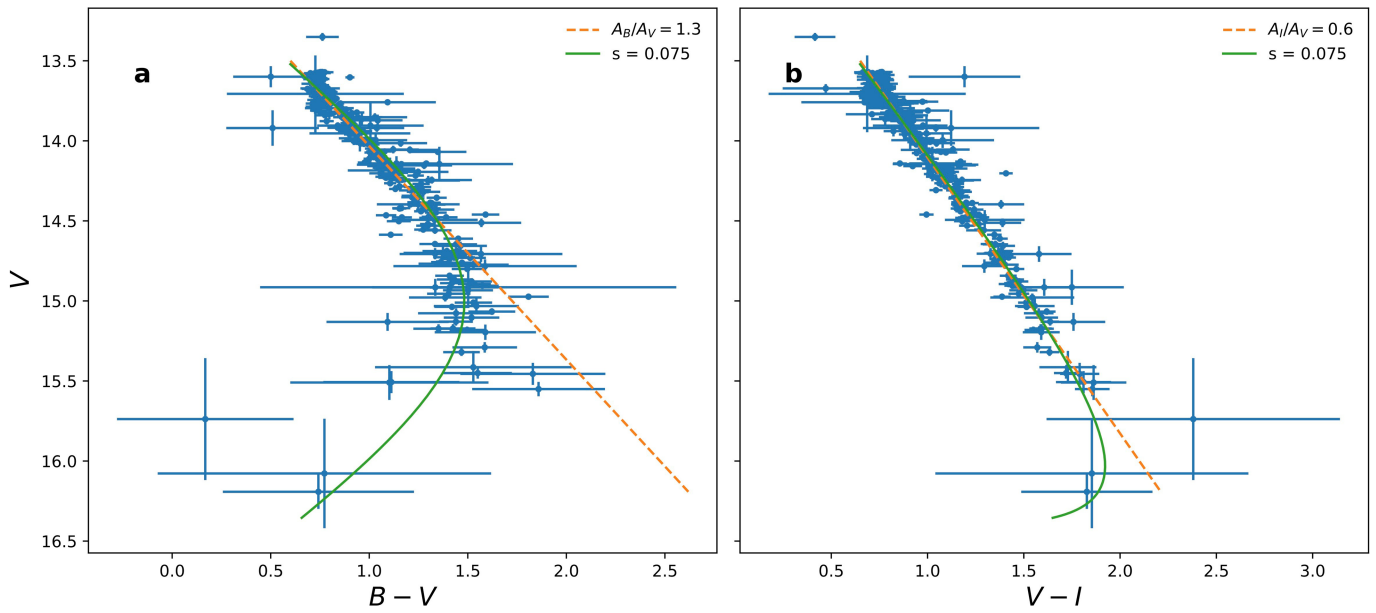 a
A_B/A_V = 1.3
s = 0.075
b
A_I/A_V = 0.6
s = 0.075
V
13.5
14.0
14.5
15.0
15.5
16.0
16.5
0.0 0.5 1.0 1.5 2.0 2.5
B − V
0.5 1.0 1.5 2.0 2.5 3.0
V − I